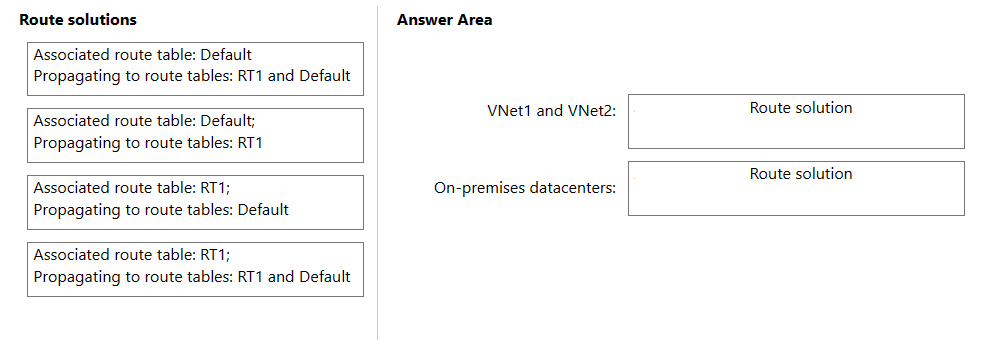 Route solutions
Associated route table: Default
Propagating to route tables: RT1 and Default
Associated route table: Default;
Propagating to route tables: RT1
Associated route table: RT1;
Propagating to route tables: Default
Associated route table: RT1;
Propagating to route tables: RT1 and Default
Answer Area
VNet1 and VNet2:
Route solution
On-premises datacenters:
Route solution